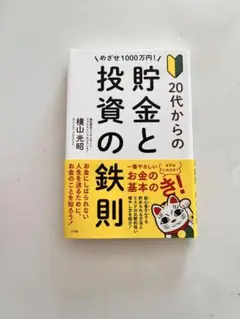 めざせ1000万円！
20代からの
貯金と
投資の鉄則
横山光昭
一番やさしい
お金の
基本の
き！
お金にしばられない
人生を送るために、
お金のことを知ろう！